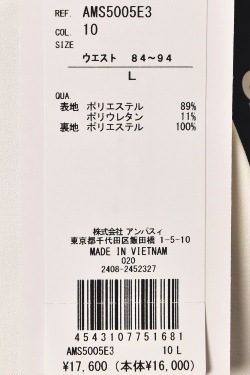 REF. AMS5005E3
COL. 10
SIZE
ウエスト 84～94
L
QUA.
表地 ポリエステル 89%
ポリウレタン 11%
裏地 ポリエステル 100%
株式会社 アンパスィ
東京都千代田区飯田橋 1-5-10
MADE IN VIETNAM
020
2408-2452327
4543107751681
AMS5005E3 10 L
¥17,600 (本体¥16,000)